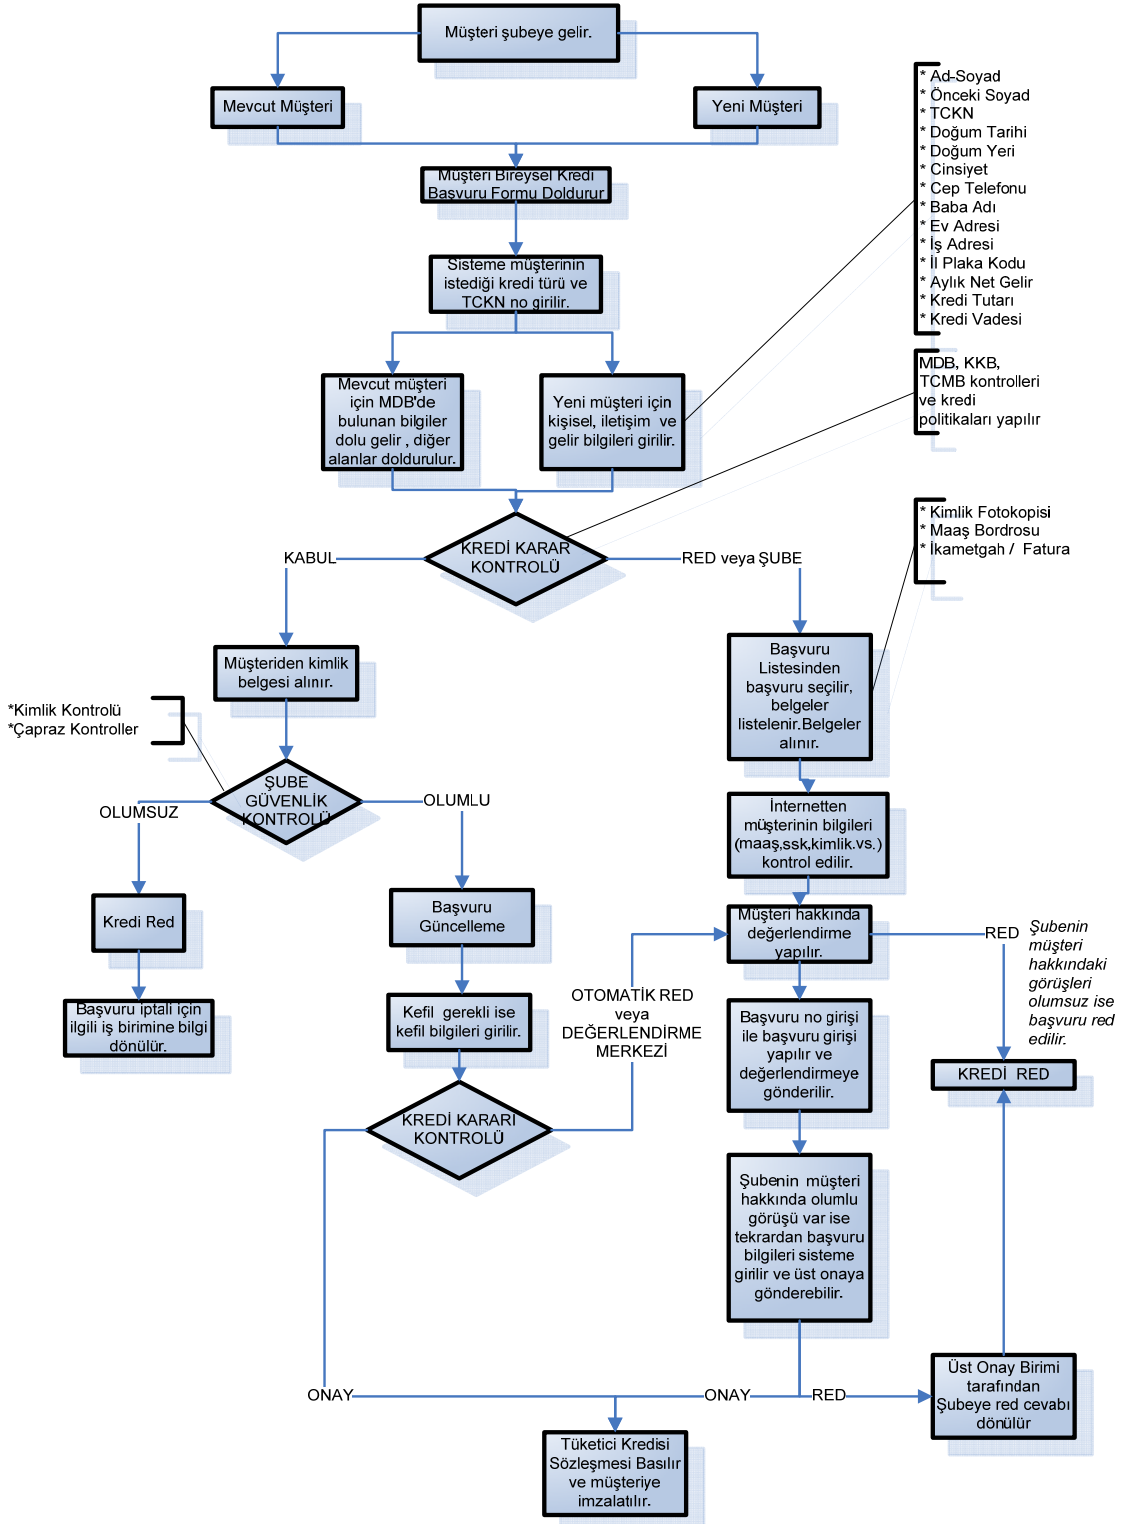 Müşteri şubeye gelir.
Mevcut Müşteri
Yeni Müşteri
Müşteri Bireysel Kredi
Başvuru Formu Doldurur
Sisteme müşterinin
istediği kredi türü ve
TCKN no girilir.
Mevcut müşteri
için MDB'de
bulunan bilgiler
dolu gelir , diğer
alanlar doldurulur.
Yeni müşteri için
kişisel, iletişim ve
gelir bilgileri girilir.
* Ad-Soyad
* Önceki Soyad
* TCKN
* Doğum Tarihi
* Doğum Yeri
* Cinsiyet
* Cep Telefonu
* Baba Adı
* Ev Adresi
* İş Adresi
* İl Plaka Kodu
* Aylık Net Gelir
* Kredi Tutarı
* Kredi Vadesi
MDB, KKB,
TCMB kontrolleri
ve kredi
politikaları yapılır
KREDİ KARAR
KONTROLÜ
KABUL
RED veya ŞUBE
* Kimlik Fotokopisi
* Maaş Bordrosu
* İkametgah / Fatura
Müşteriden kimlik
belgesi alınır.
*Kimlik Kontrolü
*Çapraz Kontroller
ŞUBE
GÜVENLİK
KONTROLÜ
OLUMSUZ
OLUMLU
Kredi Red
Başvuru iptali için
ilgili iş birimine bilgi
dönülür.
Başvuru
Güncelleme
Kefil gerekli ise
kefil bilgileri girilir.
KREDİ KARARI
KONTROLÜ
OTOMATİK RED
veya
DEĞERLENDİRME
MERKEZİ
Başvuru
Listesinden
başvuru seçilir,
belgeler
listelenir.Belgeler
alınır.
İnternetten
müşterinin bilgileri
(maaş,ssk,kimlik.vs.)
kontrol edilir.
Müşteri hakkında
değerlendirme
yapılır.
RED
Şubenin
müşteri
hakkındaki
görüşleri
olumsuz ise
başvuru red
edilir.
Başvuru no girişi
ile başvuru girişi
yapılır ve
değerlendirmeye
gönderilir.
KREDİ RED
Şubenin müşteri
hakkında olumlu
görüşü var ise
tekrardan başvuru
bilgileri sisteme
girilir ve üst onaya
gönderebilir.
ONAY
ONAY
RED
Üst Onay Birimi
tarafından
Şubeye red cevabı
dönülür
Tüketici Kredisi
Sözleşmesi Basılır
ve müşteriye
imzalatılır.